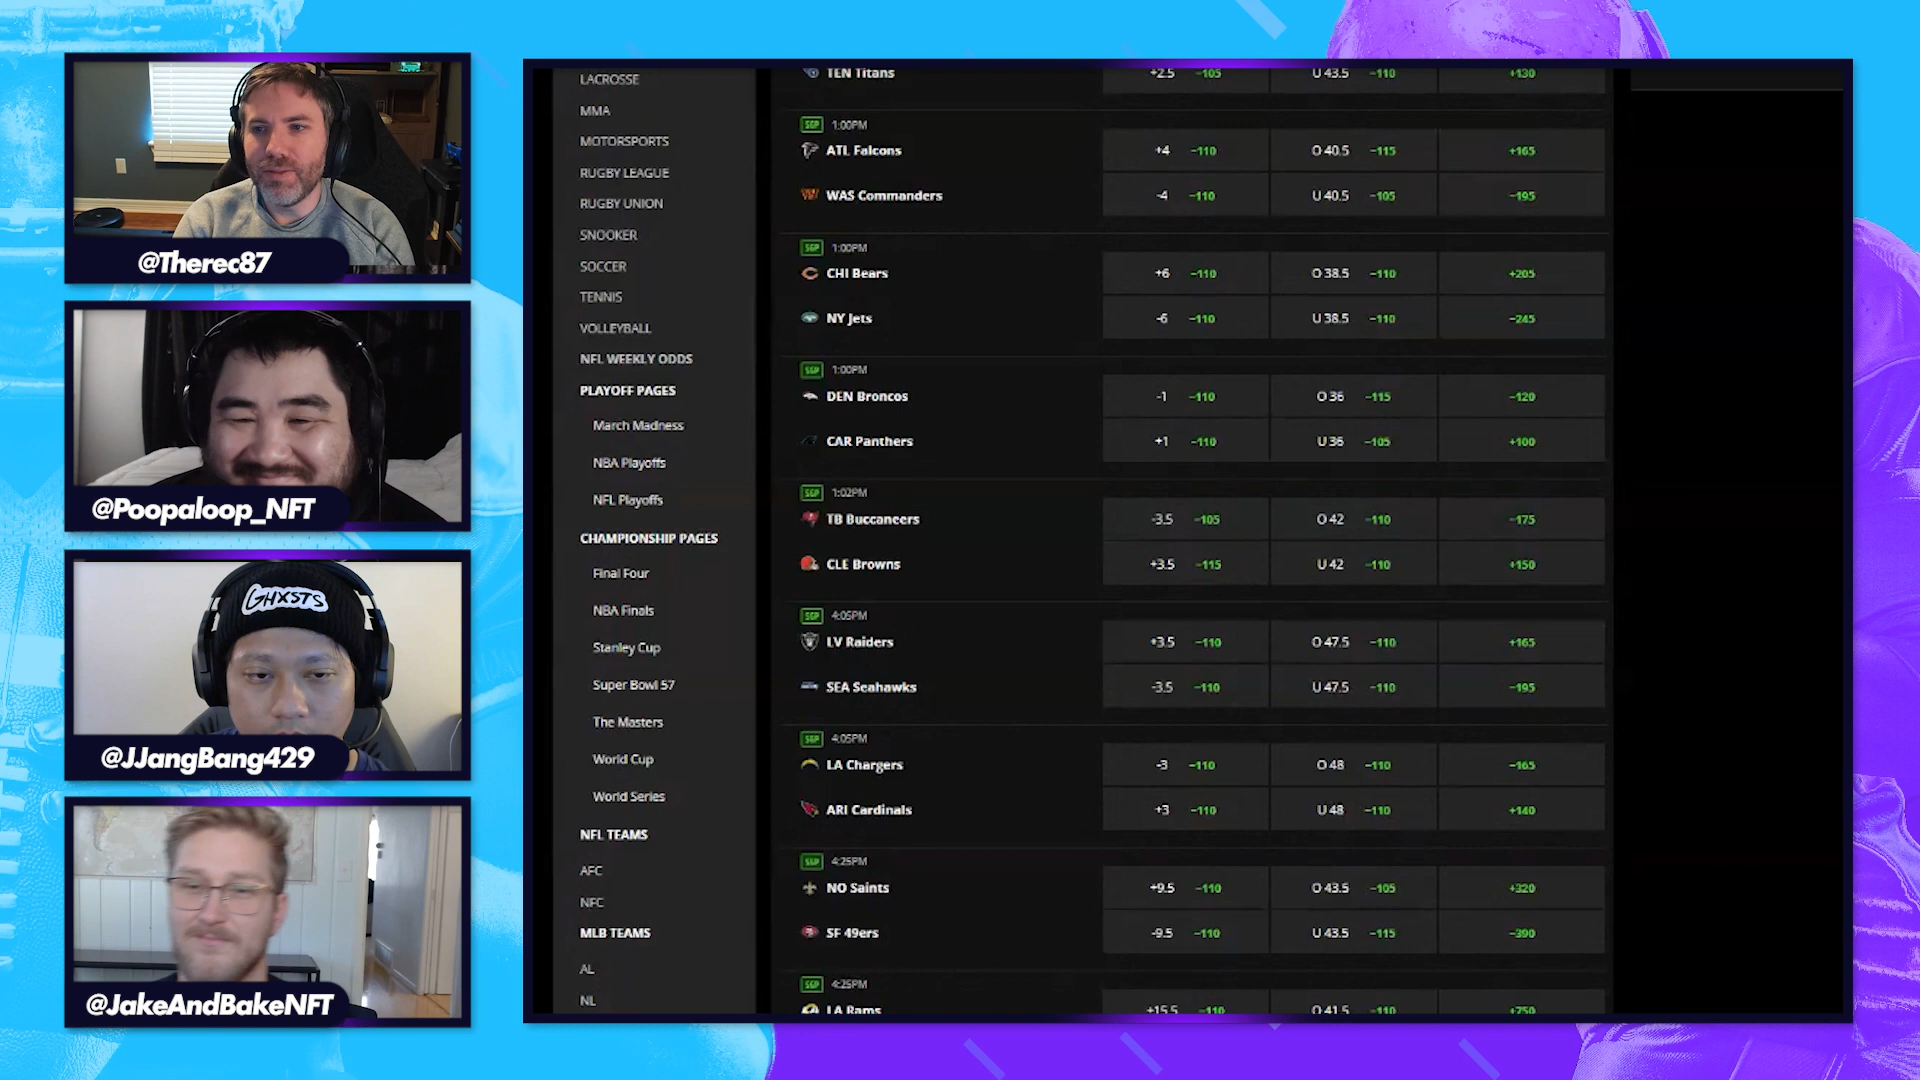 @Therec87
@Poopaloop_NFT
GHXSTS
@JJangBang429
@JakeAndBakeNFT
LACROSSE
MMA
MOTORSPORTS
RUGBY LEAGUE
RUGBY UNION
SNOOKER
SOCCER
TENNIS
VOLLEYBALL
NFL WEEKLY ODDS
PLAYOFF PAGES
March Madness
NBA Playoffs
NFL Playoffs
CHAMPIONSHIP PAGES
Final Four
NBA Finals
Stanley Cup
Super Bowl 57
The Masters
World Cup
World Series
NFL TEAMS
AFC
NFC
MLB TEAMS
AL
NL
TEN Titans +2.5 -105 U 43.5 -110 +130
SGP 1:00PM
ATL Falcons +4 -110 O 40.5 -115 +165
WAS Commanders -4 -110 U 40.5 -105 -195
SGP 1:00PM
CHI Bears +6 -110 O 38.5 -110 +205
NY Jets -6 -110 U 38.5 -110 -245
SGP 1:00PM
DEN Broncos -1 -110 O 36 -115 -120
CAR Panthers +1 -110 U 36 -105 +100
SGP 1:02PM
TB Buccaneers -3.5 -105 O 42 -110 -175
CLE Browns +3.5 -115 U 42 -110 +150
SGP 4:05PM
LV Raiders +3.5 -110 O 47.5 -110 +165
SEA Seahawks -3.5 -110 U 47.5 -110 -195
SGP 4:05PM
LA Chargers -3 -110 O 48 -110 -165
ARI Cardinals +3 -110 U 48 -110 +140
SGP 4:25PM
NO Saints +9.5 -110 O 43.5 -105 +320
SF 49ers -9.5 -110 U 43.5 -115 -390
SGP 4:25PM
LA Rams +15.5 -110 O 41.5 -110 +750